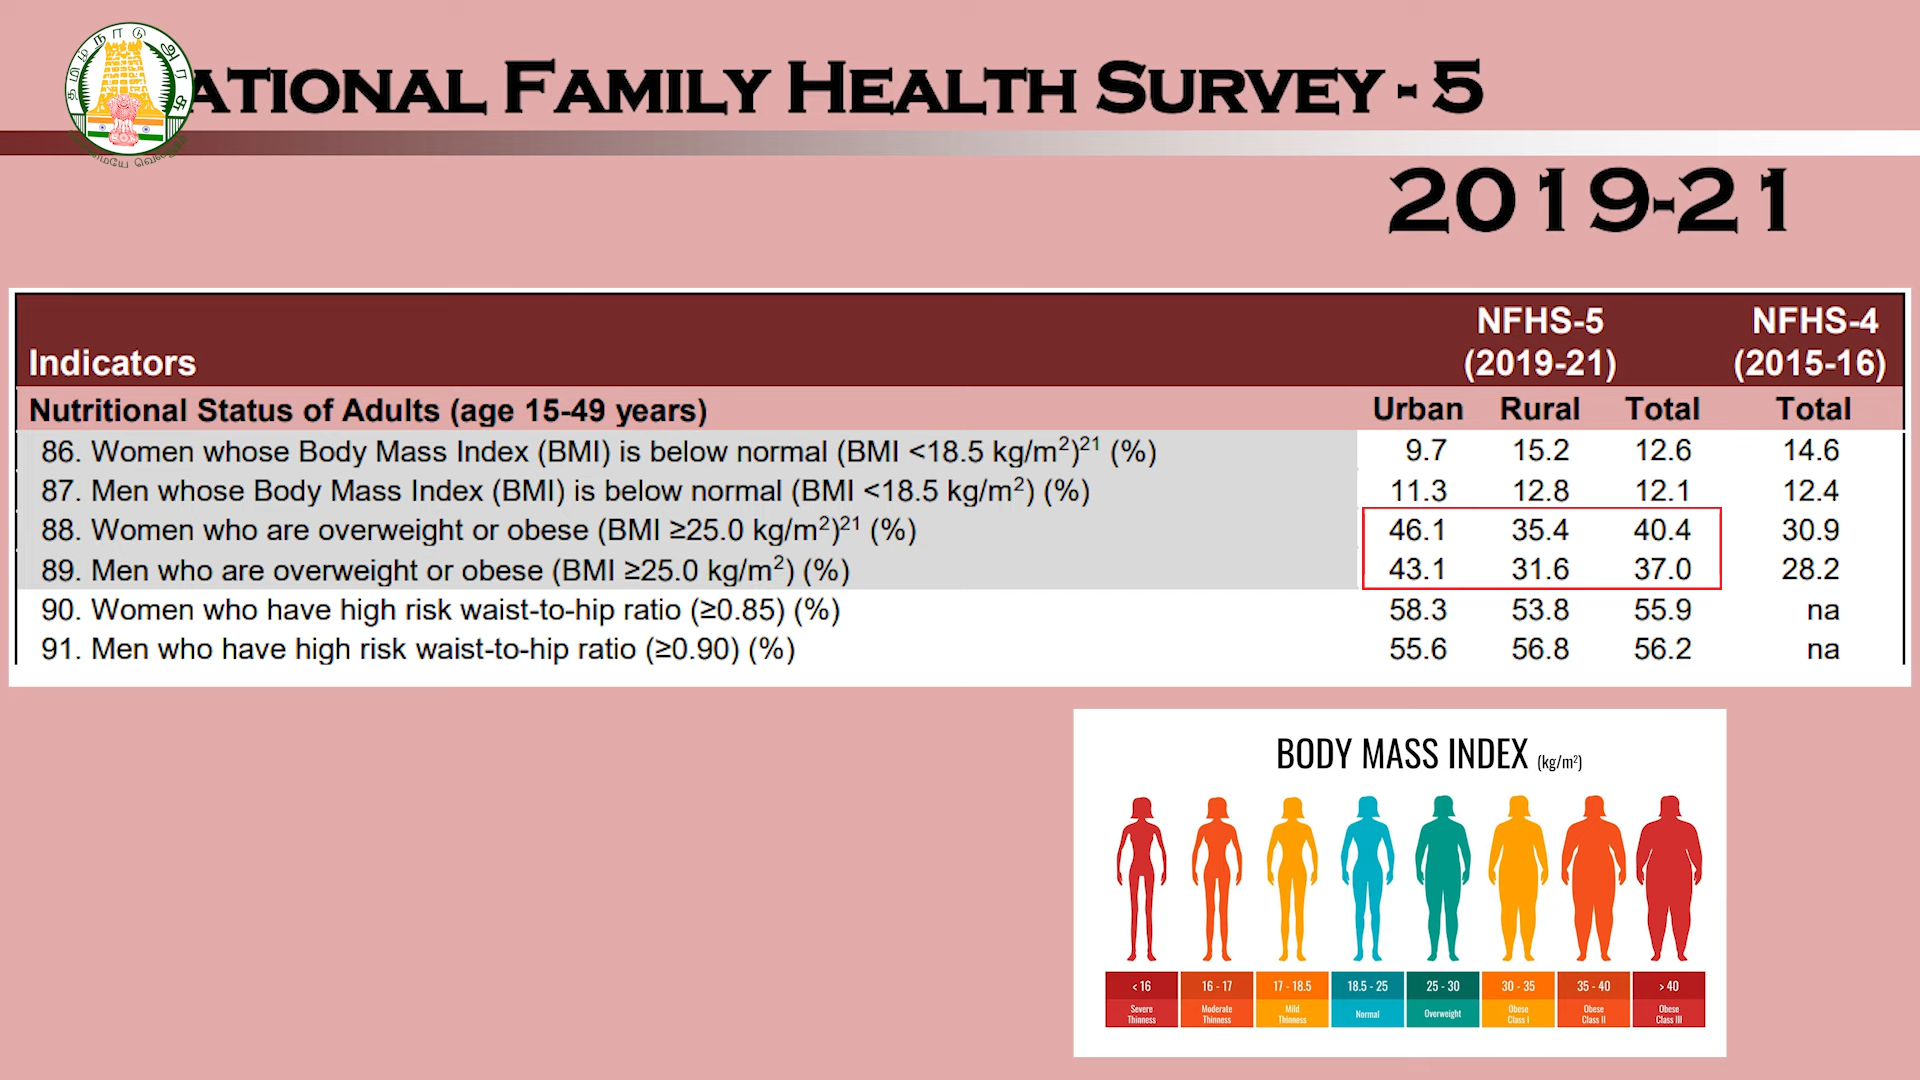 தமிழ் நாடு அரசு
ATIONAL FAMILY HEALTH SURVEY - 5
2019-21
Indicators
NFHS-5
(2019-21)
NFHS-4
(2015-16)
Nutritional Status of Adults (age 15-49 years) Urban Rural Total Total
86. Women whose Body Mass Index (BMI) is below normal (BMI <18.5 kg/m²)²¹ (%) 9.7 15.2 12.6 14.6
87. Men whose Body Mass Index (BMI) is below normal (BMI <18.5 kg/m²) (%) 11.3 12.8 12.1 12.4
88. Women who are overweight or obese (BMI ≥25.0 kg/m²)²¹ (%) 46.1 35.4 40.4 30.9
89. Men who are overweight or obese (BMI ≥25.0 kg/m²) (%) 43.1 31.6 37.0 28.2
90. Women who have high risk waist-to-hip ratio (≥0.85) (%) 58.3 53.8 55.9 na
91. Men who have high risk waist-to-hip ratio (≥0.90) (%) 55.6 56.8 56.2 na
BODY MASS INDEX (kg/m²)
< 16 16 - 17 17 - 18.5 18.5 - 25 25 - 30 30 - 35 35 - 40 > 40
Severe Thinness Moderate Thinness Mild Thinness Normal Overweight Obese Class I Obese Class II Obese Class III